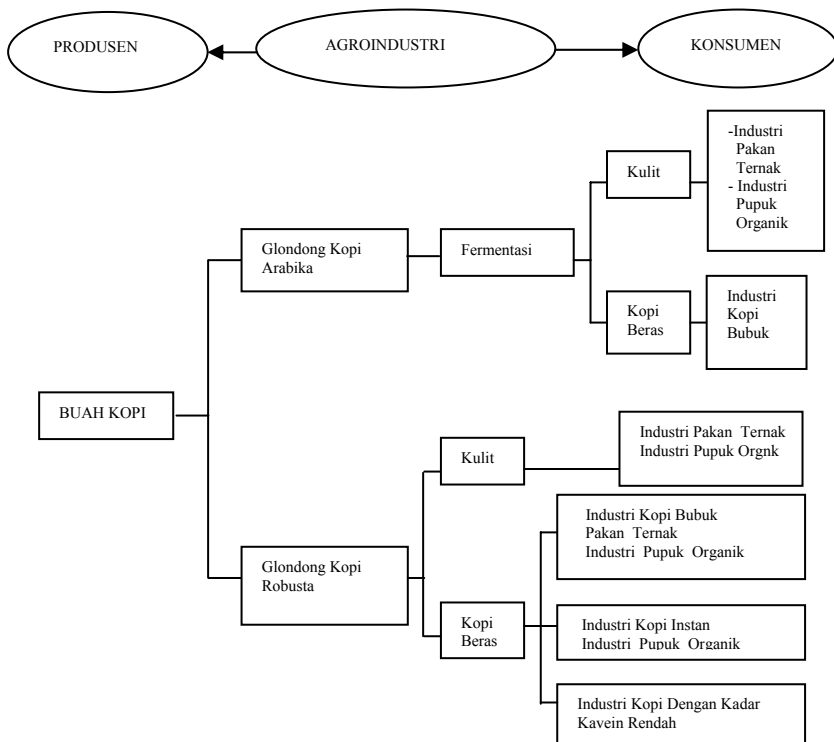 PRODUSEN
AGROINDUSTRI
KONSUMEN
-Industri
Pakan
Ternak
- Industri
Pupuk
Organik
Kulit
Glondong Kopi
Arabika
Fermentasi
Kopi
Beras
Industri
Kopi
Bubuk
BUAH KOPI
Kulit
Industri Pakan Ternak
Industri Pupuk Orgnk
Industri Kopi Bubuk
Pakan Ternak
Industri Pupuk Organik
Glondong Kopi
Robusta
Kopi
Beras
Industri Kopi Instan
Industri Pupuk Organik
Industri Kopi Dengan Kadar
Kavein Rendah